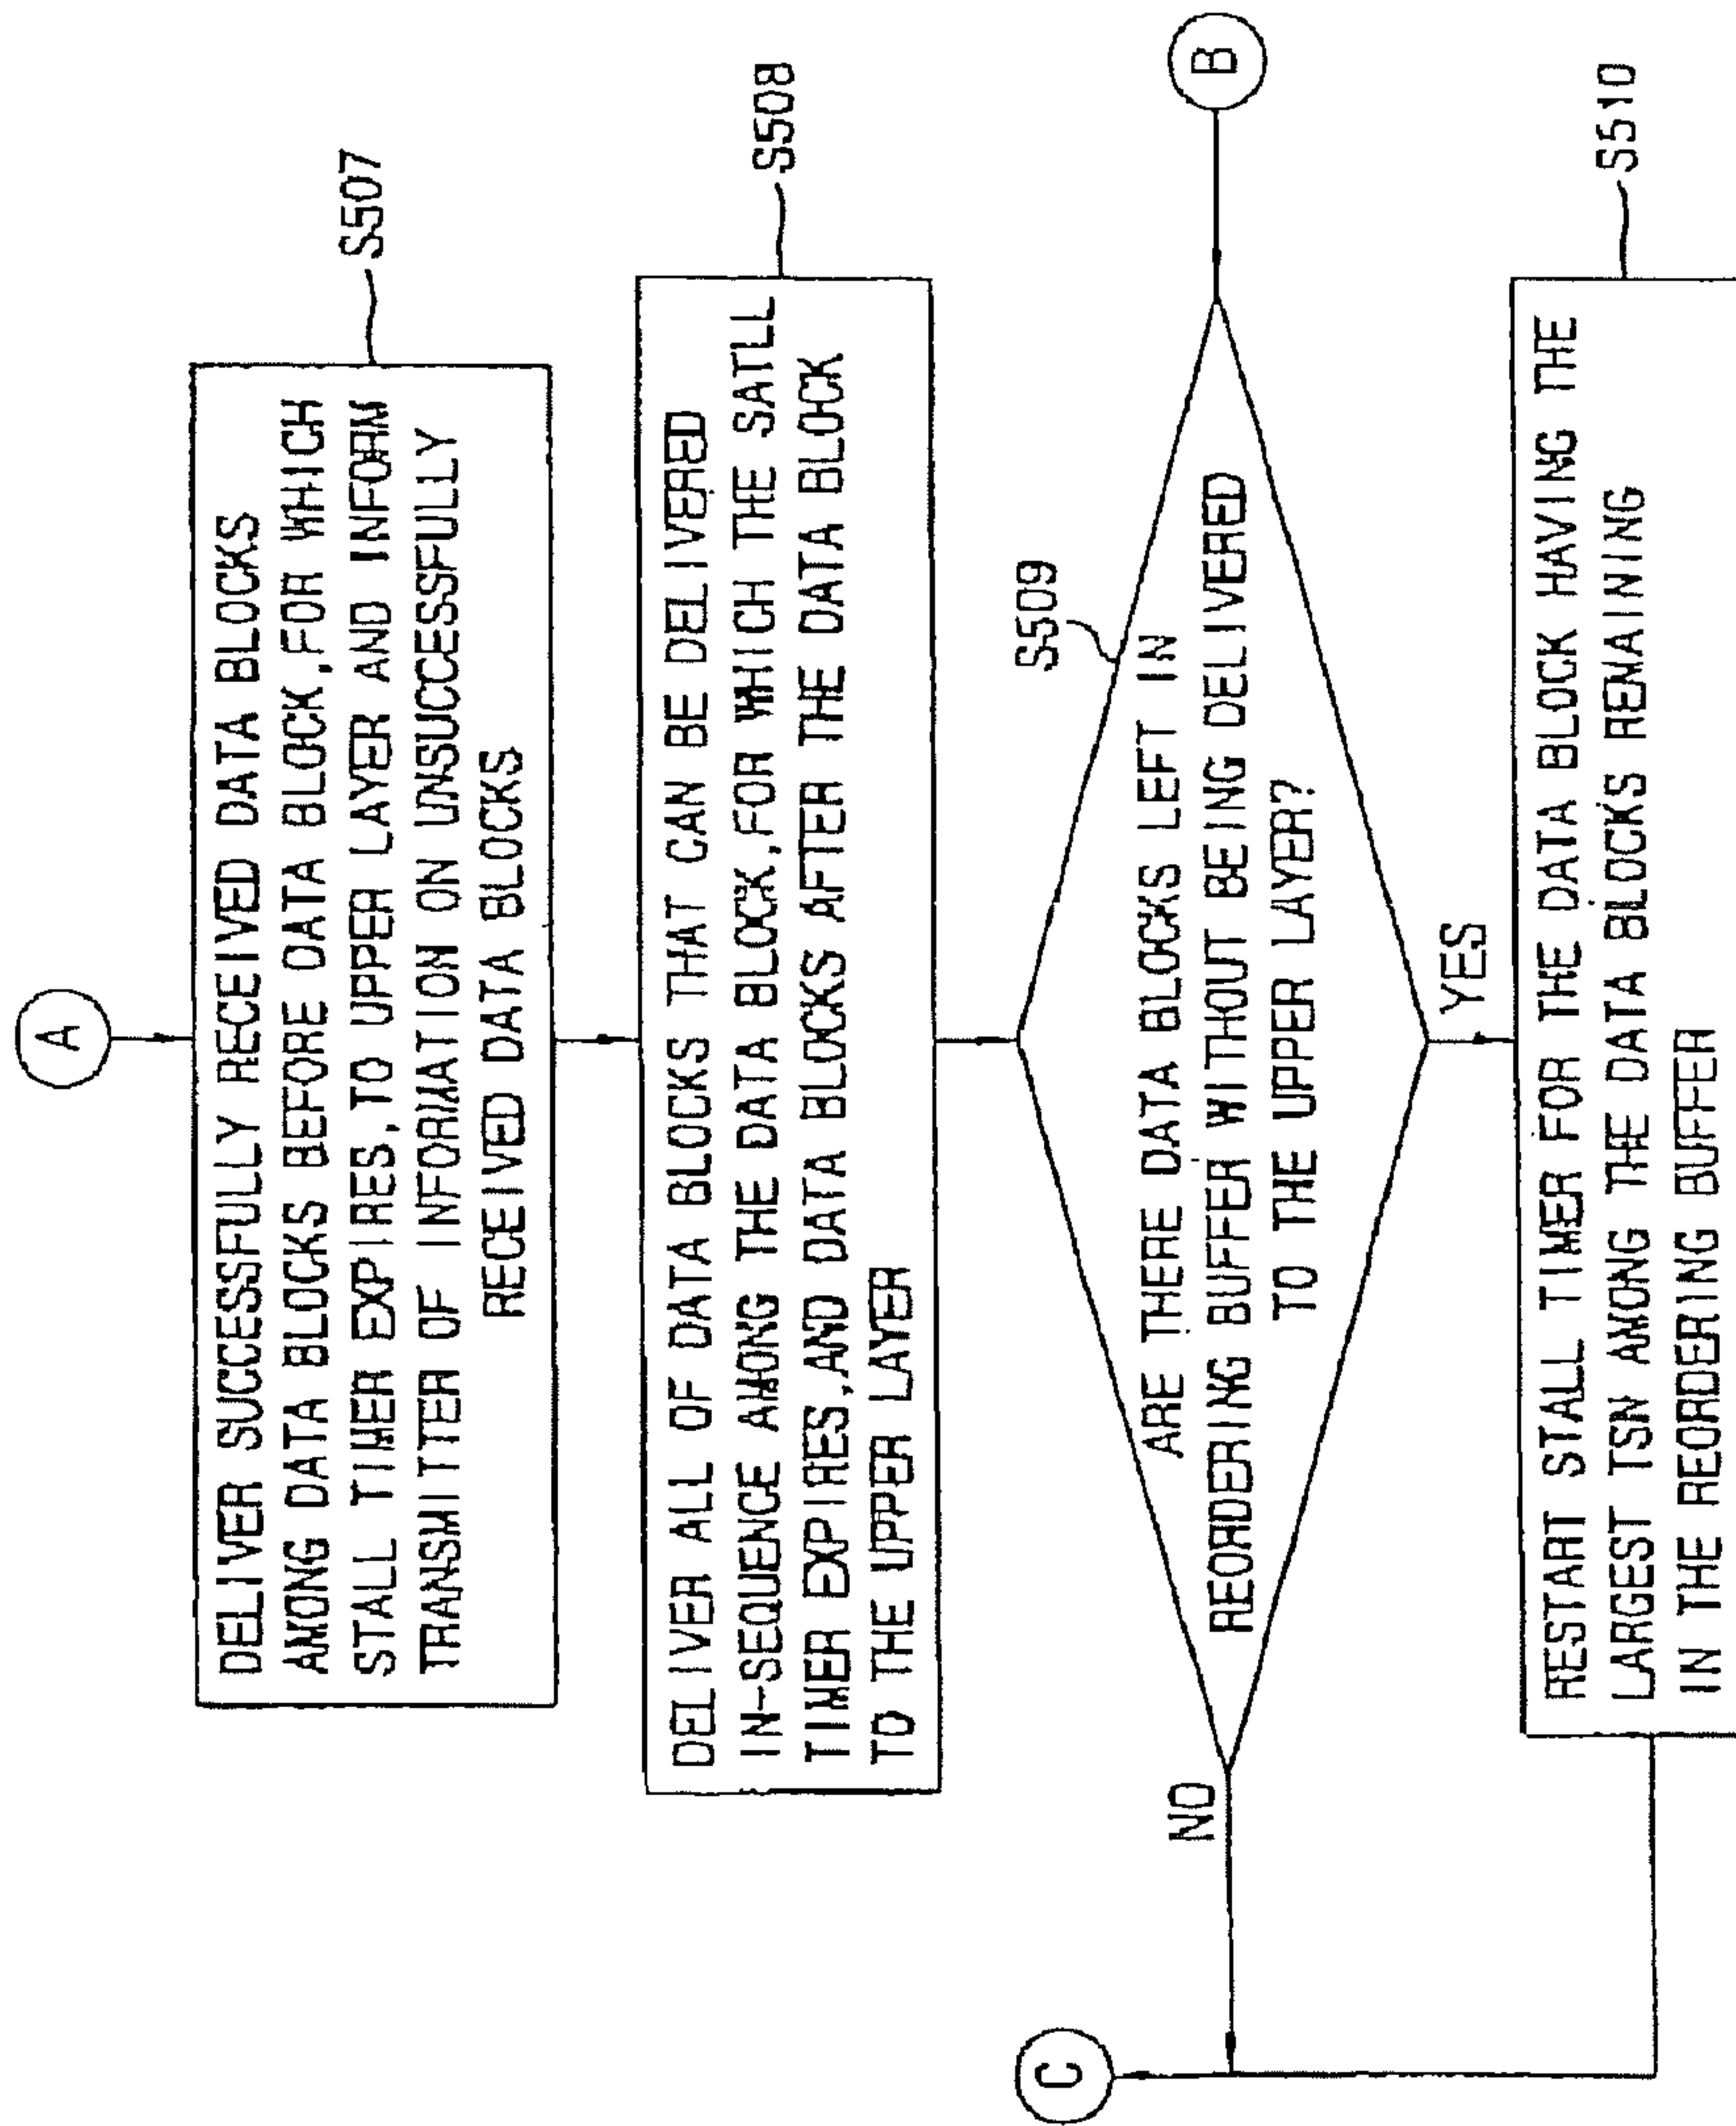 A
DELIVER SUCCESSFULLY RECEIVED DATA BLOCKS
AMONG DATA BLOCKS BEFORE DATA BLOCK,FOR WHICH
STALL TIMER EXPIRES,TO UPPER LAYER AND INFORM
TRANSMITTER OF INFORMATION ON UNSUCCESSFULLY
RECEIVED DATA BLOCKS
S507
DELIVER ALL OF DATA BLOCKS THAT CAN BE DELIVERED
IN-SEQUENCE AMONG THE DATA BLOCK,FOR WHICH THE SATLL
TIMER EXPIRES,AND DATA BLOCKS AFTER THE DATA BLOCK
TO THE UPPER LAYER
S508
S509
ARE THERE DATA BLOCKS LEFT IN
REORDERING BUFFER WITHOUT BEING DELIVERED
TO THE UPPER LAYER?
B
NO
C
YES
RESTART STALL TIMER FOR THE DATA BLOCK HAVING THE
LARGEST TSN AMONG THE DATA BLOCKS REMAINING
IN THE REORDERING BUFFER
S510